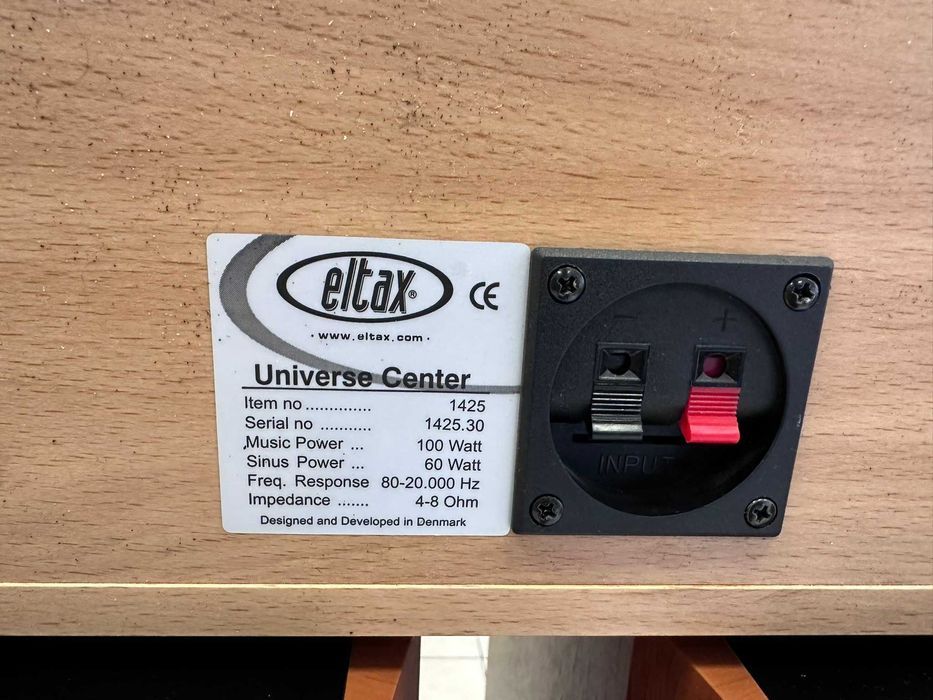 eltax®
CE
· www.eltax.com ·
Universe Center
Item no .............. 1425
Serial no ........... 1425.30
Music Power ... 100 Watt
Sinus Power ... 60 Watt
Freq. Response 80-20.000 Hz
Impedance ....... 4-8 Ohm
Designed and Developed in Denmark
- +
INPUT